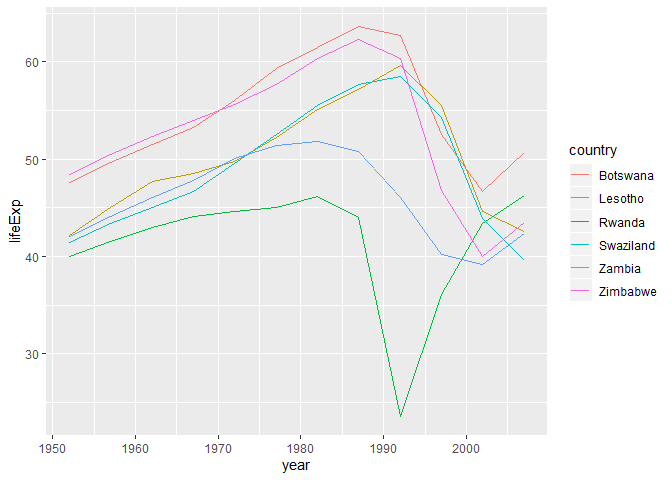 60
50
40
30
lifeExp
1950
1960
1970
1980
1990
2000
year
country
Botswana
Lesotho
Rwanda
Swaziland
Zambia
Zimbabwe